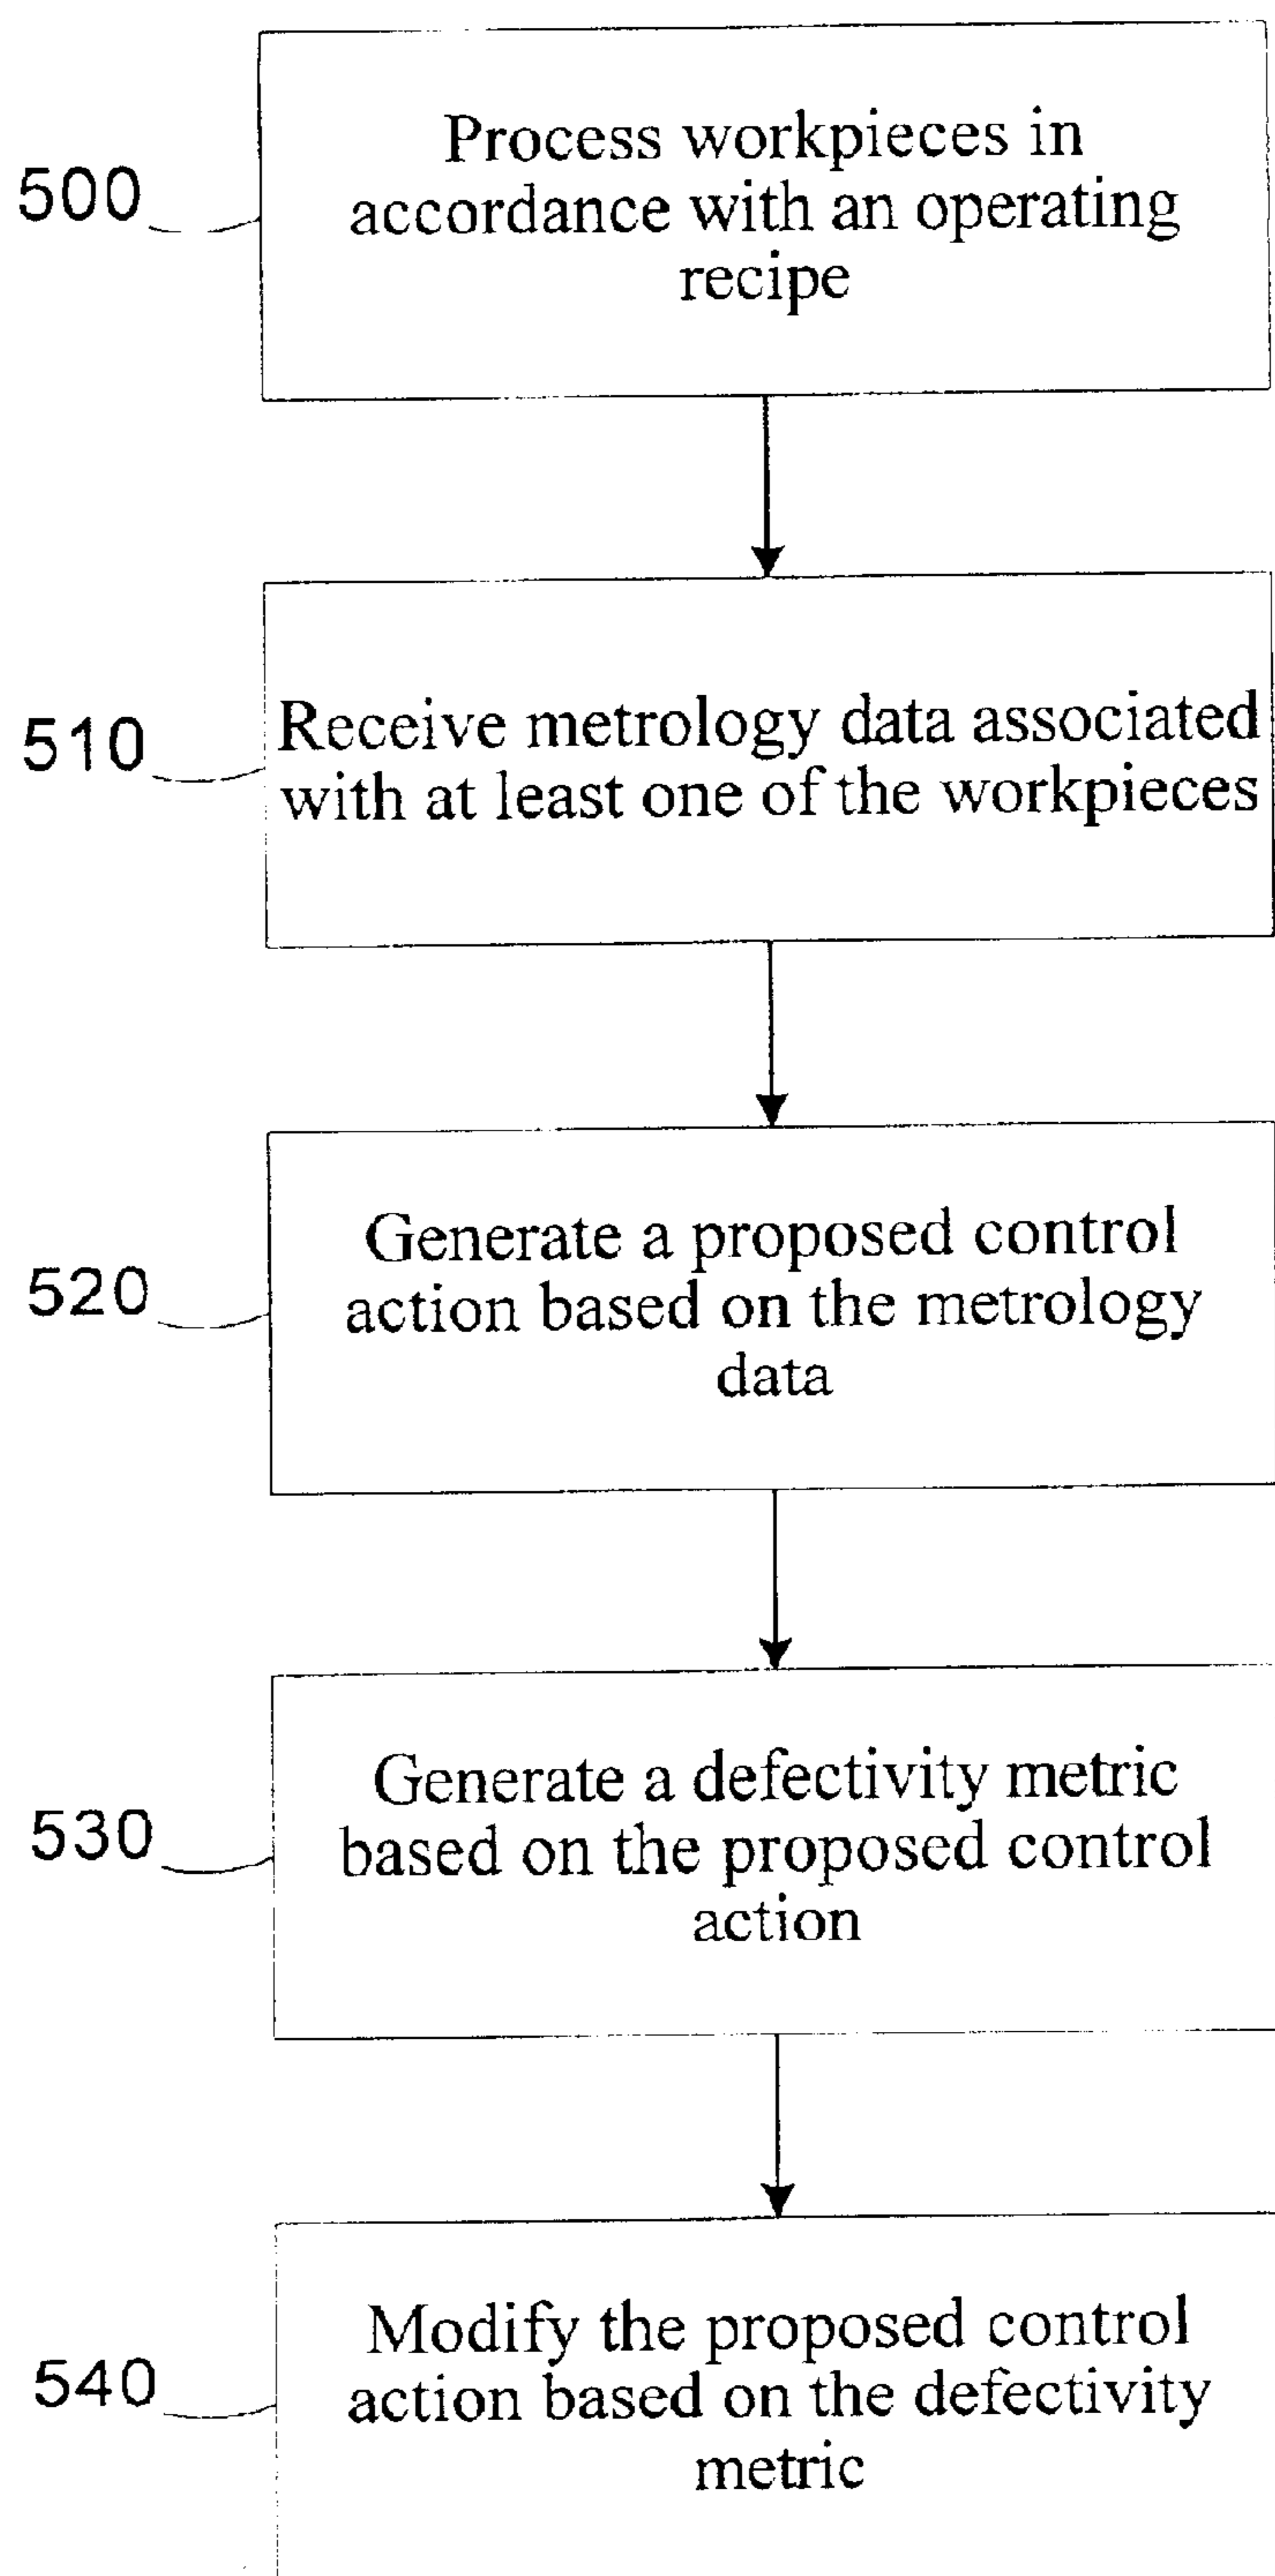 500
Process workpieces in
accordance with an operating
recipe
510
Receive metrology data associated
with at least one of the workpieces
520
Generate a proposed control
action based on the metrology
data
530
Generate a defectivity metric
based on the proposed control
action
540
Modify the proposed control
action based on the defectivity
metric